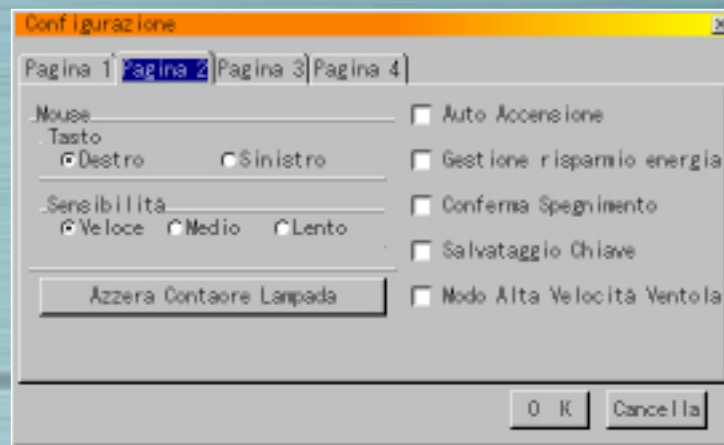 Configurazione
Pagina 1 Pagina 2 Pagina 3 Pagina 4
Mouse
Tasto
Destro Sinistro
Sensibilità
Veloce Medio Lento
Azzera Contaore Lampada
Auto Accensione
Gestione risparmio energia
Conferma Spegnimento
Salvataggio Chiave
Modo Alta Velocità Ventola
O K Cancella